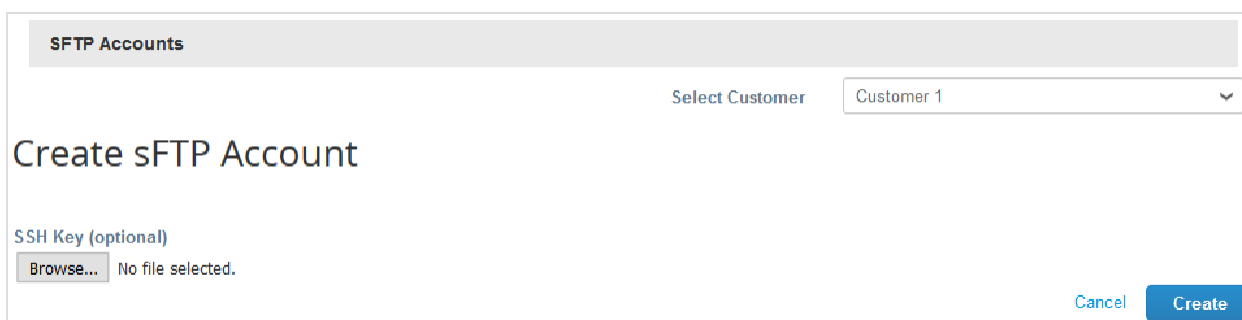 SFTP Accounts
Select Customer Customer 1
Create sFTP Account
SSH Key (optional)
Browse... No file selected.
Cancel Create